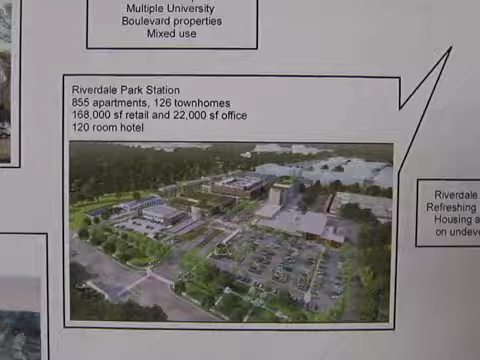 Multiple University
Boulevard properties
Mixed use
Riverdale Park Station
855 apartments, 126 townhomes
168,000 sf retail and 22,000 sf office
120 room hotel
Riverdale
Refreshing
Housing a
on undev